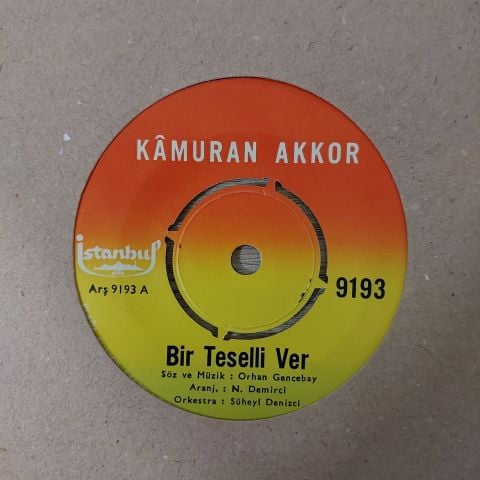 KÂMURAN AKKOR
istanbul
plâk
Arş 9193 A
9193
Bir Teselli Ver
Söz ve Müzik : Orhan Gencebay
Aranj. : N. Demirci
Orkestra : Süheyl Denizci